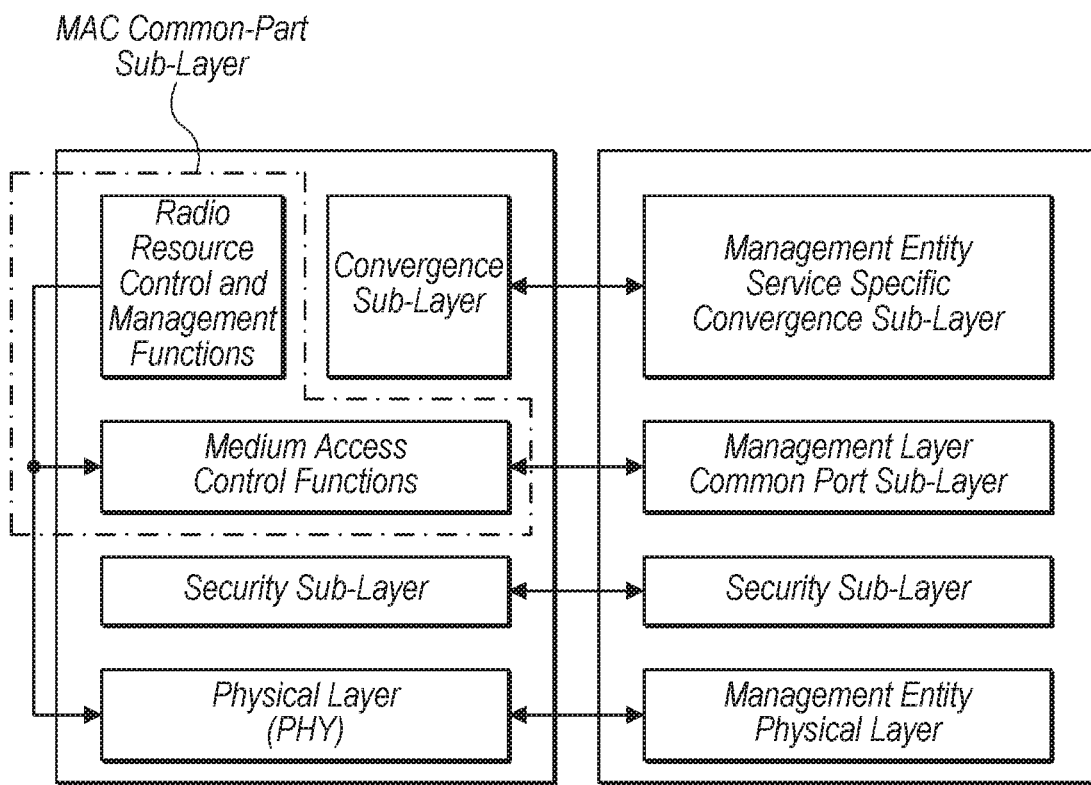 MAC Common-Part
Sub-Layer
Radio
Resource
Control and
Management
Functions
Convergence
Sub-Layer
Management Entity
Service Specific
Convergence Sub-Layer
Medium Access
Control Functions
Management Layer
Common Port Sub-Layer
Security Sub-Layer
Security Sub-Layer
Physical Layer
(PHY)
Management Entity
Physical Layer